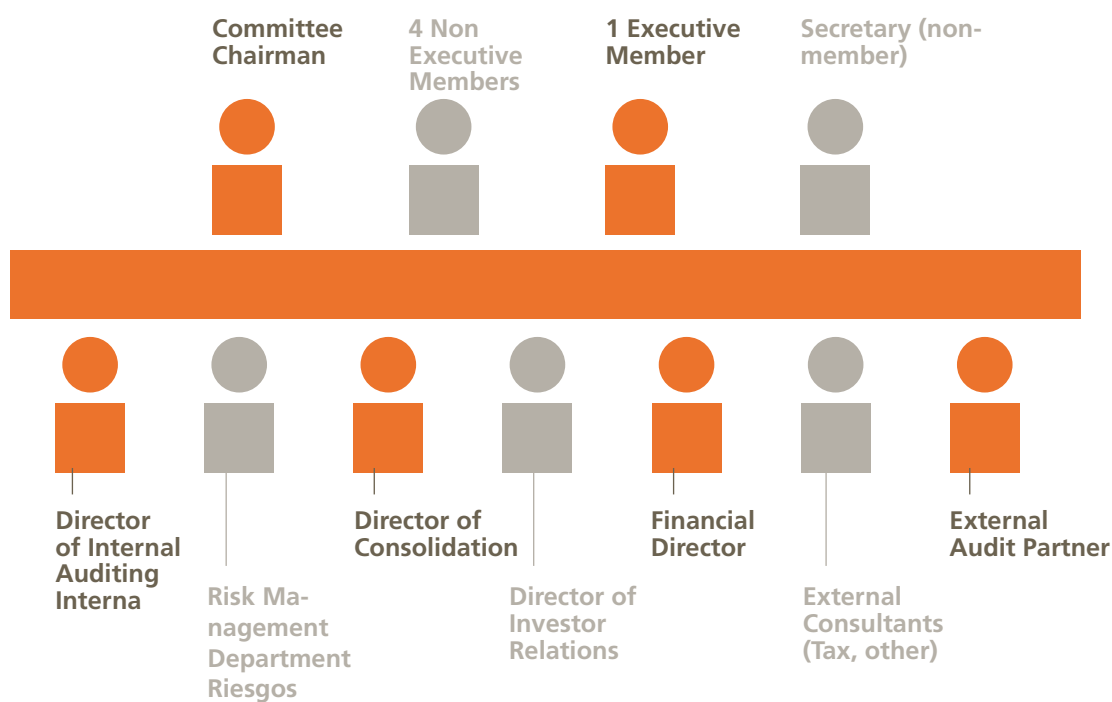 Committee
Chairman
4 Non
Executive
Members
1 Executive
Member
Secretary (non-
member)
Director
of Internal
Auditing
Interna
Risk Ma-
nagement
Department
Riesgos
Director of
Consolidation
Director of
Investor
Relations
Financial
Director
External
Consultants
(Tax, other)
External
Audit Partner